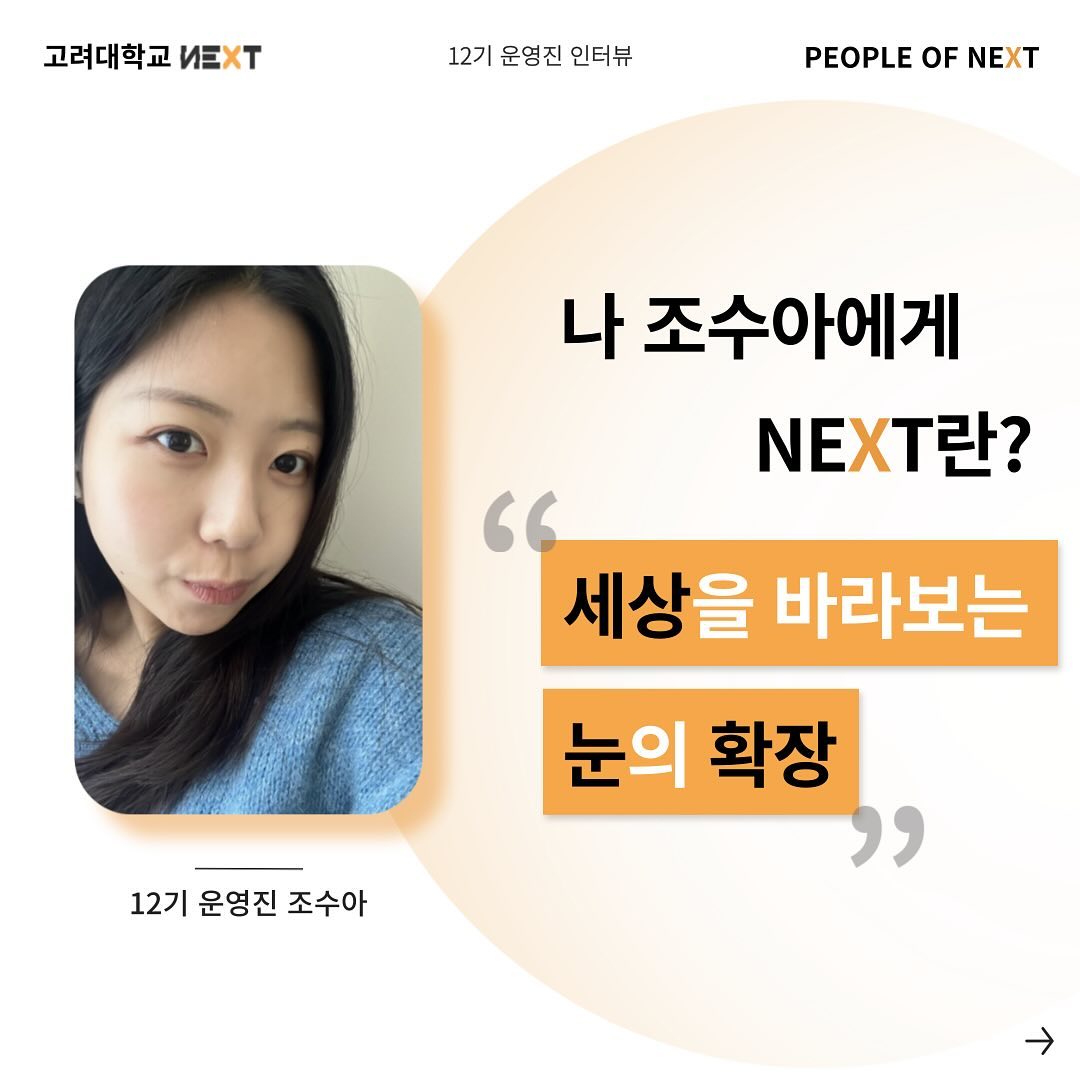 고려대학교 NEXT
12기 운영진 인터뷰
PEOPLE OF NEXT
나 조수아에게
NEXT란?
“
세상을 바라보는
눈의 확장
”
12기 운영진 조수아